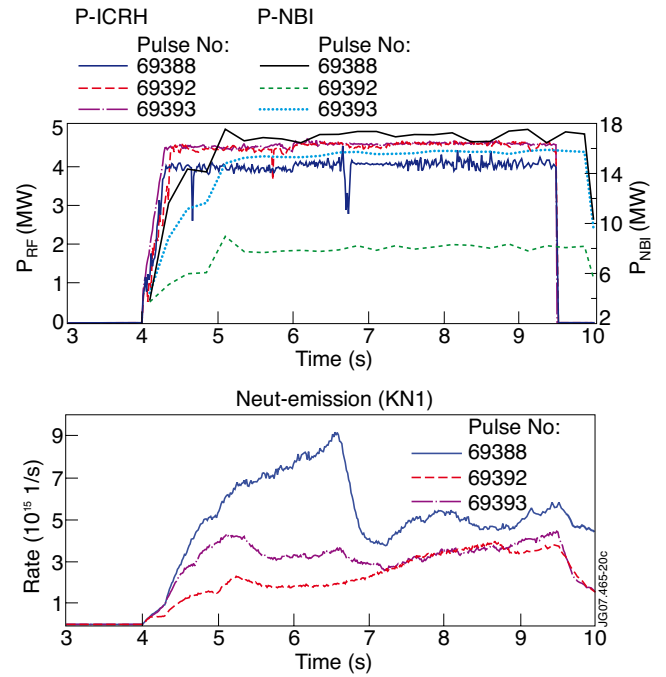 P-ICRH P-NBI
Pulse No: Pulse No:
69388 69388
69392 69392
69393 69393
5 18
4 14
3
2 10
1 6
0 2
P_RF (MW)
P_NBI (MW)
3 4 5 6 7 8 9 10
Time (s)
Neut-emission (KN1)
Pulse No:
69388
69392
69393
9
7
5
3
1
Rate (10¹⁵ 1/s)
JG07.465-20c
3 4 5 6 7 8 9 10
Time (s)